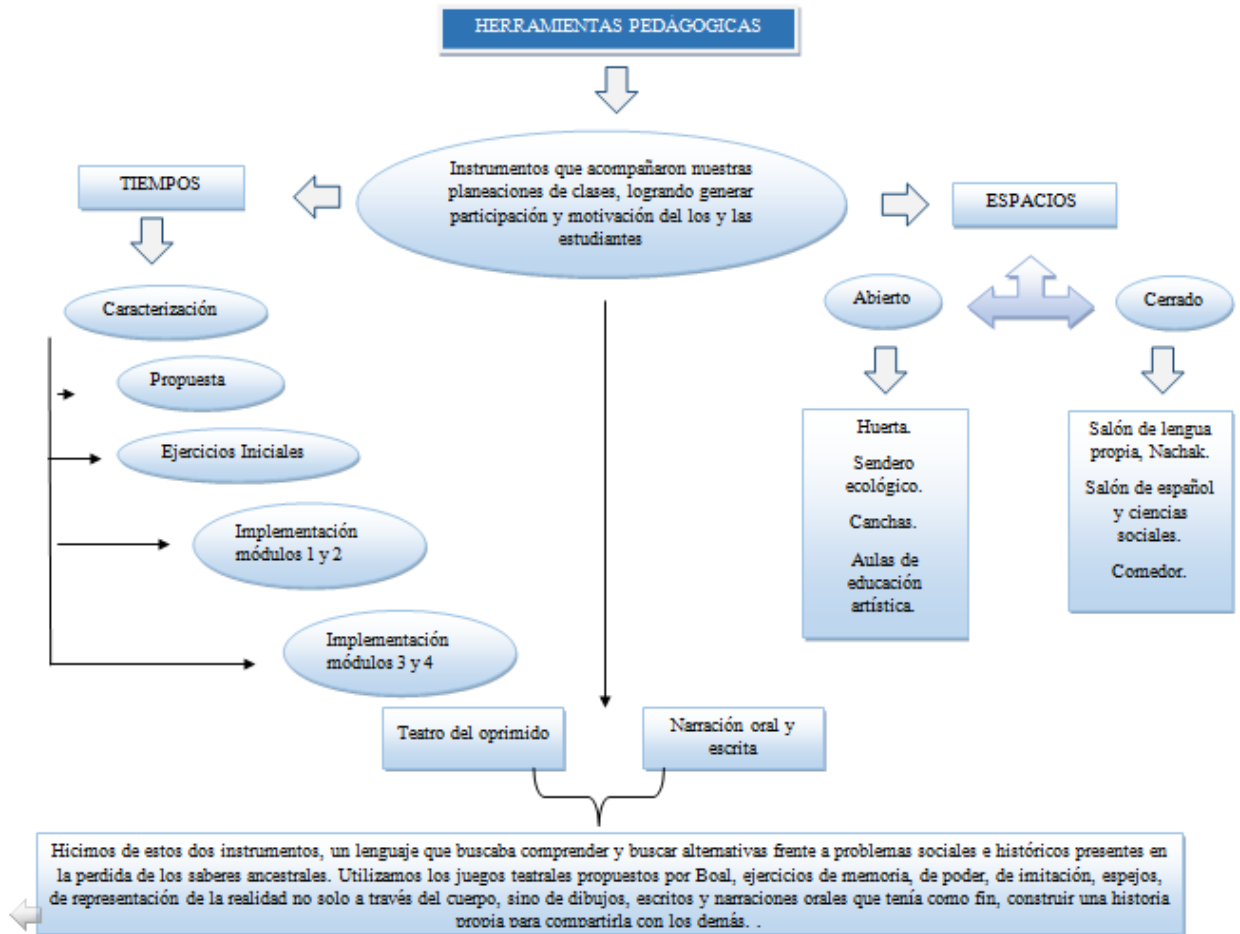 HERRAMIENTAS PEDÁGOGICAS
Instrumentos que acompañaron nuestras
planeaciones de clases, logrando generar
participación y motivación del los y las
estudiantes
TIEMPOS
Caracterización
Propuesta
Ejercicios Iniciales
Implementación
módulos 1 y 2
Implementación
módulos 3 y 4
ESPACIOS
Abierto
Huerta.
Sendero
ecológico.
Canchas.
Aulas de
educación
artística.
Cerrado
Salón de lengua
propia, Nachak.
Salón de español
y ciencias
sociales.
Comedor.
Teatro del oprimido
Narración oral y
escrita
Hicimos de estos dos instrumentos, un lenguaje que buscaba comprender y buscar alternativas frente a problemas sociales e históricos presentes en
la perdida de los saberes ancestrales. Utilizamos los juegos teatrales propuestos por Boal, ejercicios de memoria, de poder, de imitación, espejos,
de representación de la realidad no solo a través del cuerpo, sino de dibujos, escritos y narraciones orales que tenía como fin, construir una historia
propia para compartirla con los demás. .